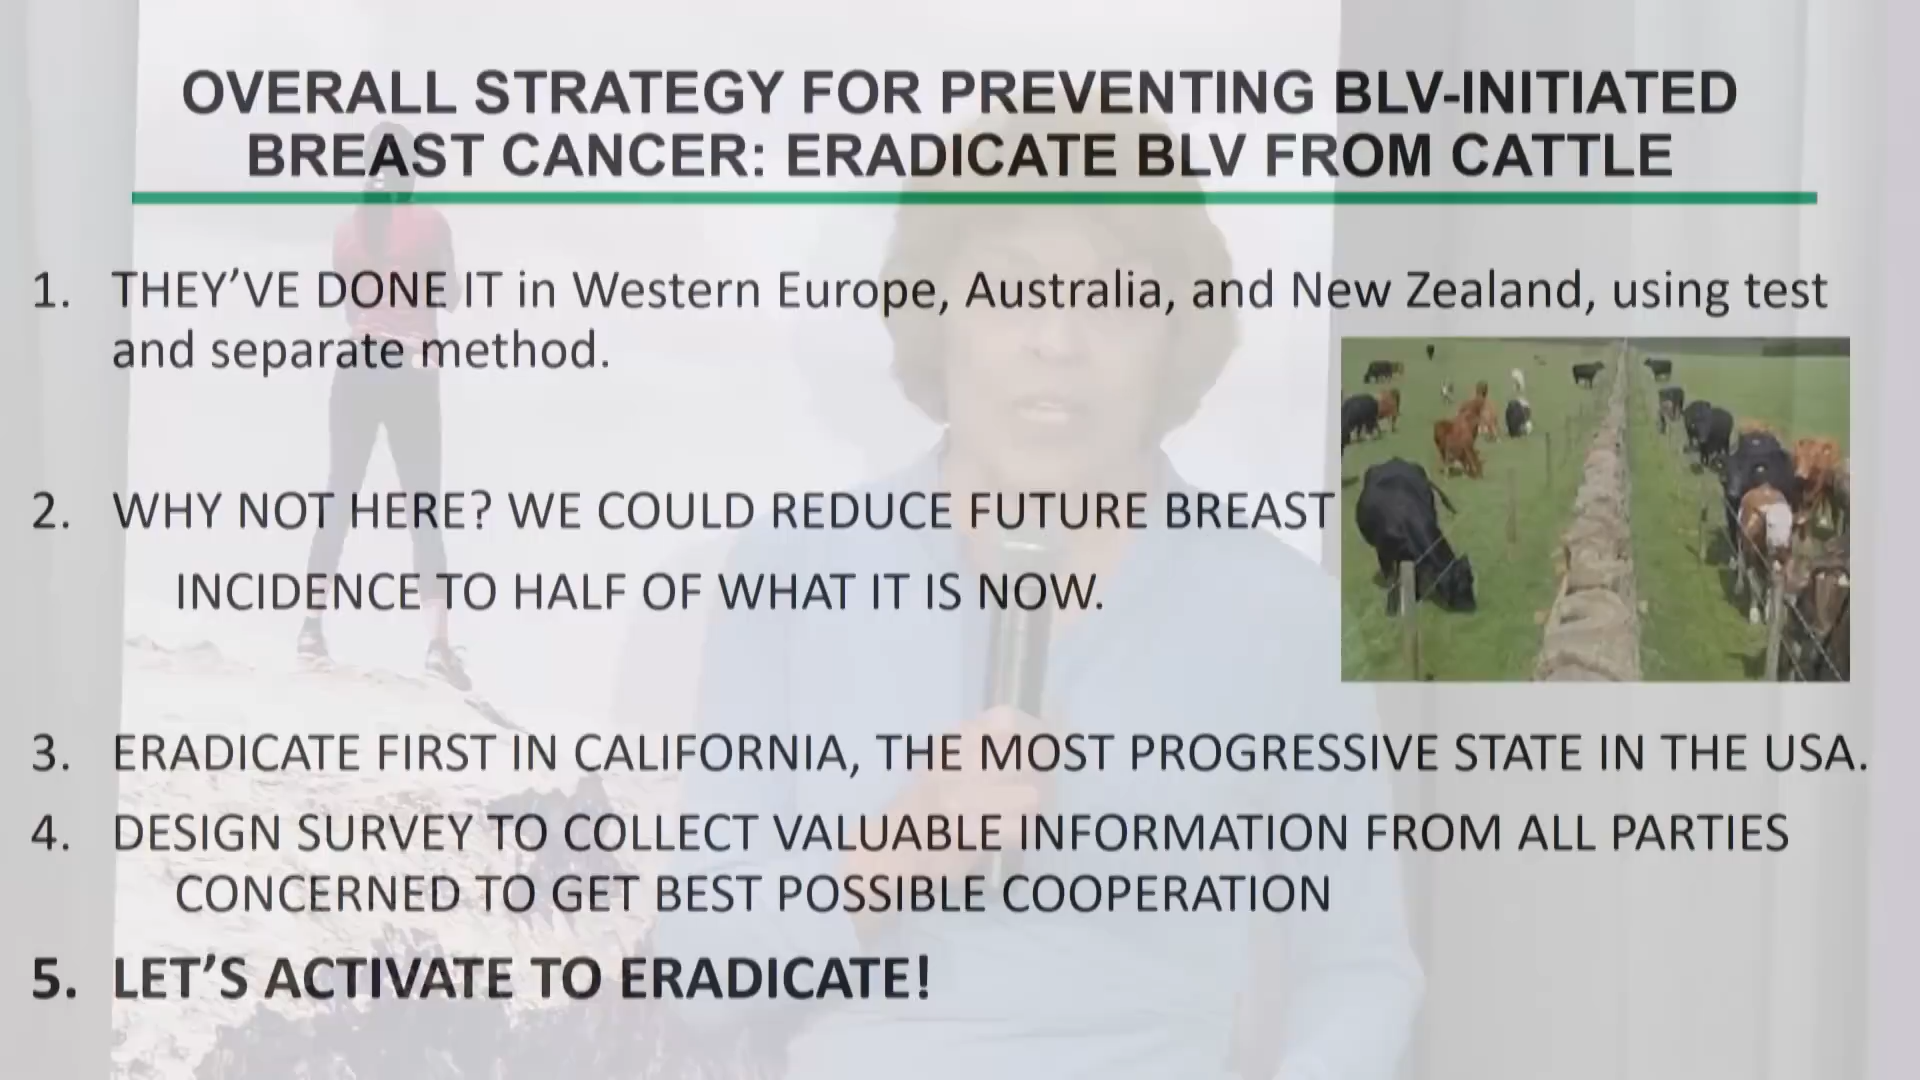 OVERALL STRATEGY FOR PREVENTING BLV-INITIATED
BREAST CANCER: ERADICATE BLV FROM CATTLE
1. THEY'VE DONE IT in Western Europe, Australia, and New Zealand, using test
and separate method.
2. WHY NOT HERE? WE COULD REDUCE FUTURE BREAST
INCIDENCE TO HALF OF WHAT IT IS NOW.
3. ERADICATE FIRST IN CALIFORNIA, THE MOST PROGRESSIVE STATE IN THE USA.
4. DESIGN SURVEY TO COLLECT VALUABLE INFORMATION FROM ALL PARTIES
CONCERNED TO GET BEST POSSIBLE COOPERATION
5. LET'S ACTIVATE TO ERADICATE!